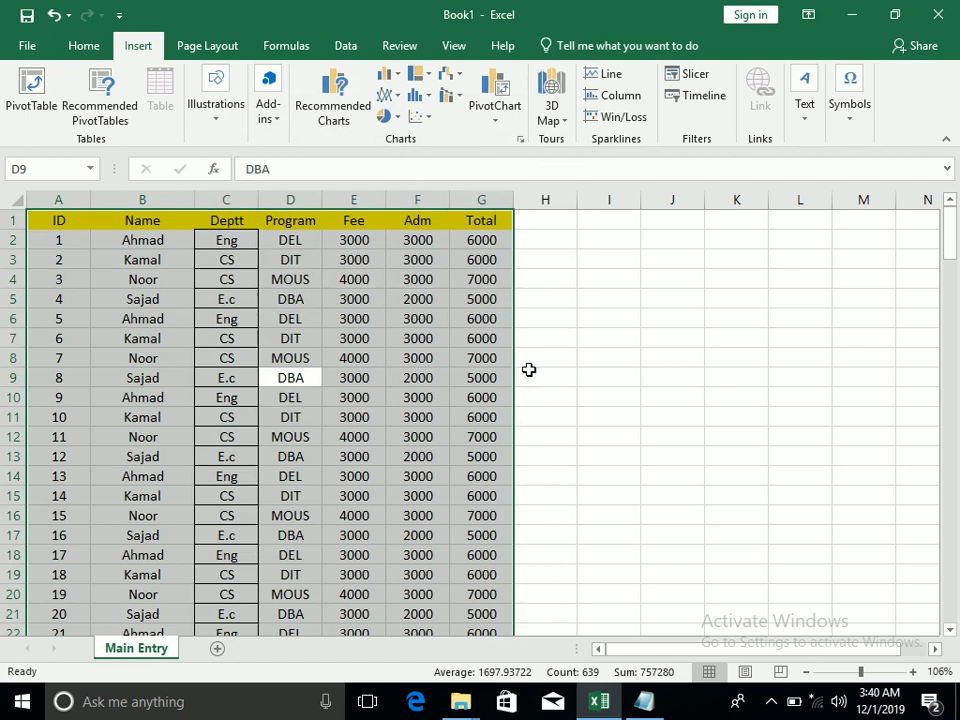 Book1 - Excel
Sign in
File Home Insert Page Layout Formulas Data Review View Help Tell me what you want to do Share
PivotTable Recommended PivotTables Table Illustrations Add-ins Recommended Charts PivotChart 3D Map Line Column Win/Loss Slicer Timeline Link Text Symbols
Tables Charts Tours Sparklines Filters Links
D9 fx DBA
A B C D E F G H I J K L M N
1 ID Name Deptt Program Fee Adm Total
2 1 Ahmad Eng DEL 3000 3000 6000
3 2 Kamal CS DIT 3000 3000 6000
4 3 Noor CS MOUS 4000 3000 7000
5 4 Sajad E.c DBA 3000 2000 5000
6 5 Ahmad Eng DEL 3000 3000 6000
7 6 Kamal CS DIT 3000 3000 6000
8 7 Noor CS MOUS 4000 3000 7000
9 8 Sajad E.c DBA 3000 2000 5000
10 9 Ahmad Eng DEL 3000 3000 6000
11 10 Kamal CS DIT 3000 3000 6000
12 11 Noor CS MOUS 4000 3000 7000
13 12 Sajad E.c DBA 3000 2000 5000
14 13 Ahmad Eng DEL 3000 3000 6000
15 14 Kamal CS DIT 3000 3000 6000
16 15 Noor CS MOUS 4000 3000 7000
17 16 Sajad E.c DBA 3000 2000 5000
18 17 Ahmad Eng DEL 3000 3000 6000
19 18 Kamal CS DIT 3000 3000 6000
20 19 Noor CS MOUS 4000 3000 7000
21 20 Sajad E.c DBA 3000 2000 5000
22 21 Ahmad Eng DEL 3000 3000 6000
Activate Windows
Go to Settings to activate Windows.
Main Entry
Ready Average: 1697.93722 Count: 639 Sum: 757280 106%
Ask me anything
3:40 AM
12/1/2019
2